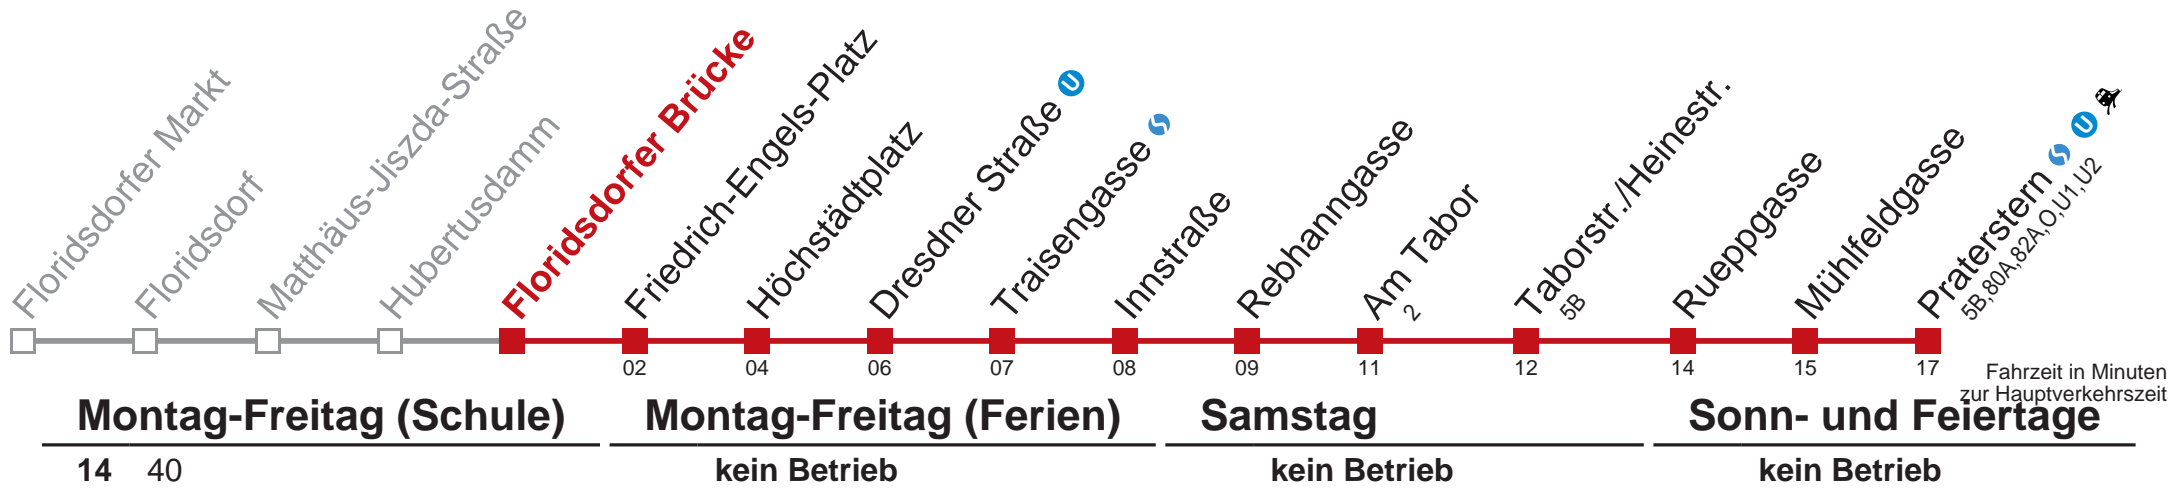 Floridsdorfer Markt
Floridsdorf
Matthäus-Jiszda-Straße
Hubertusdamm
Floridsdorfer Brücke
Friedrich-Engels-Platz
Höchstädtplatz
Dresdner Straße U
Traisengasse S
Innstraße
Rebhanngasse
Am Tabor
2
Taborstr./Heinestr.
5B
Rueppgasse
Mühlfeldgasse
Praterstern S U
5B,80A,82A,O,U1,U2
02 04 06 07 08 09 11 12 14 15 17
Fahrzeit in Minuten
zur Hauptverkehrszeit
Montag-Freitag (Schule) Montag-Freitag (Ferien) Samstag Sonn- und Feiertage
14 40 kein Betrieb kein Betrieb kein Betrieb